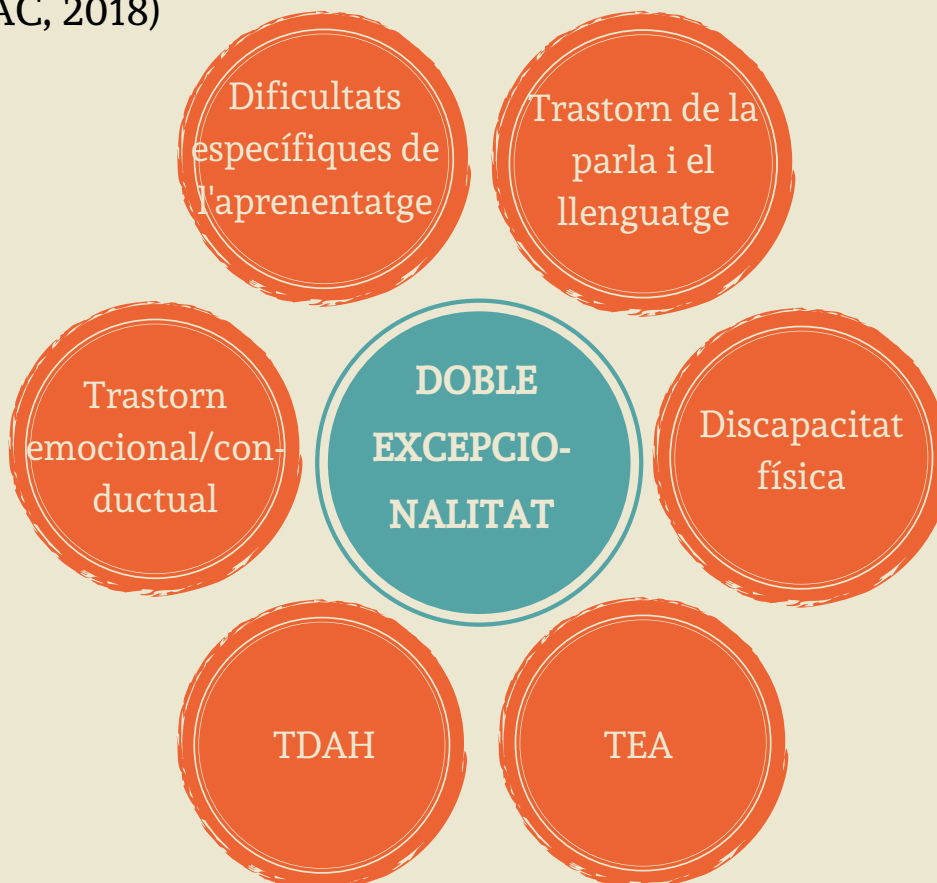 AC, 2018)
Dificultats
específiques de
l'aprenentatge
Trastorn de la
parla i el
llenguatge
Trastorn
emocional/con-
ductual
DOBLE
EXCEPCIO-
NALITAT
Discapacitat
física
TDAH
TEA